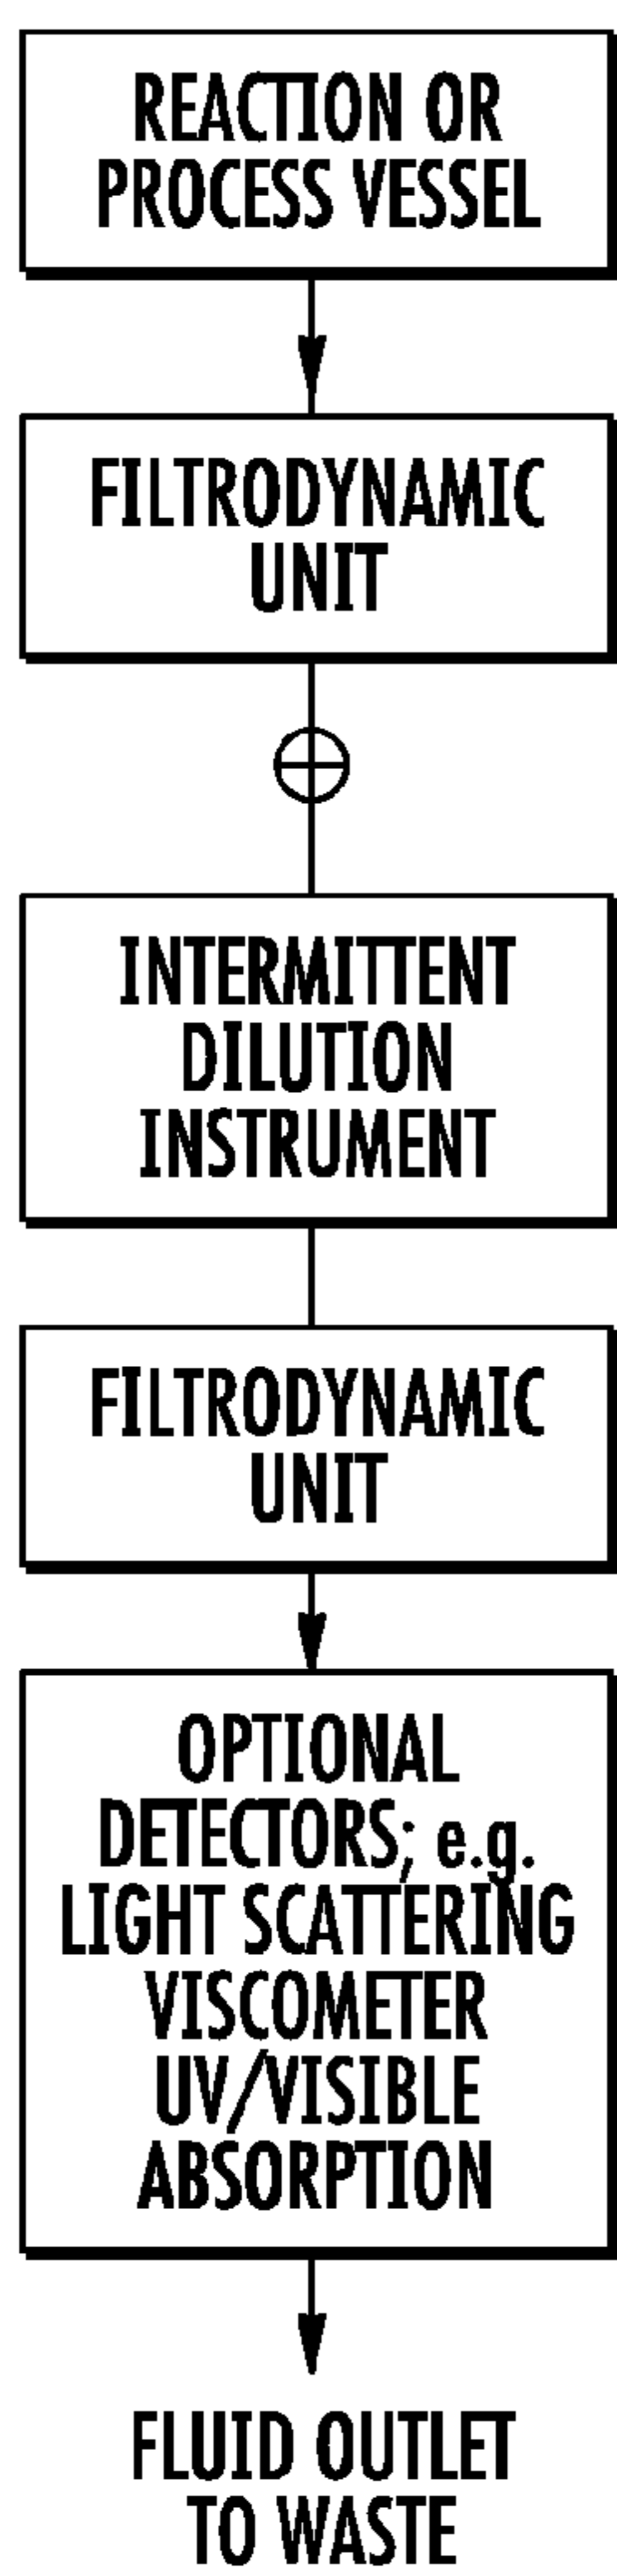 REACTION OR
PROCESS VESSEL
FILTRODYNAMIC
UNIT
INTERMITTENT
DILUTION
INSTRUMENT
FILTRODYNAMIC
UNIT
OPTIONAL
DETECTORS; e.g.
LIGHT SCATTERING
VISCOMETER
UV/VISIBLE
ABSORPTION
FLUID OUTLET
TO WASTE